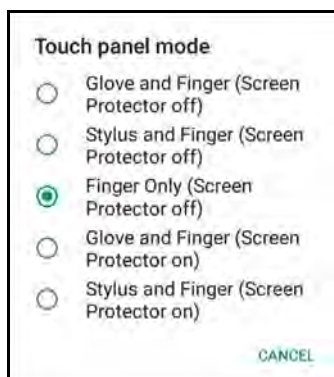 Touch panel mode
Glove and Finger (Screen
Protector off)
Stylus and Finger (Screen
Protector off)
Finger Only (Screen
Protector off)
Glove and Finger (Screen
Protector on)
Stylus and Finger (Screen
Protector on)
CANCEL